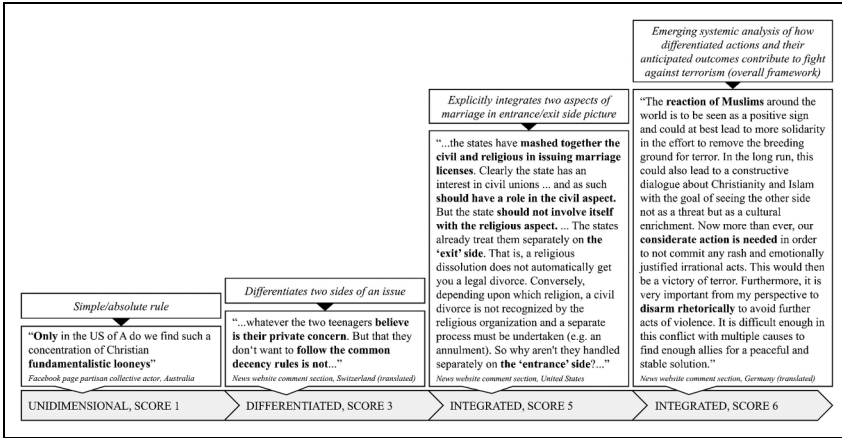 Simple/absolute rule
“Only in the US of A do we find such a
concentration of Christian
fundamentalistic looneys”
Facebook page partisan collective actor, Australia
UNIDIMENSIONAL, SCORE 1
Differentiates two sides of an issue
“...whatever the two teenagers believe
is their private concern. But that they
don’t want to follow the common
decency rules is not...”
News website comment section, Switzerland (translated)
DIFFERENTIATED, SCORE 3
Explicitly integrates two aspects of
marriage in entrance/exit side picture
“...the states have mashed together the
civil and religious in issuing marriage
licenses. Clearly the state has an
interest in civil unions ... and as such
should have a role in the civil aspect.
But the state should not involve itself
with the religious aspect. ... The states
already treat them separately on the
‘exit’ side. That is, a religious
dissolution does not automatically get
you a legal divorce. Conversely,
depending upon which religion, a civil
divorce is not recognized by the
religious organization and a separate
process must be undertaken (e.g. an
annulment). So why aren't they handled
separately on the ‘entrance’ side?...”
News website comment section, United States
INTEGRATED, SCORE 5
Emerging systemic analysis of how
differentiated actions and their
anticipated outcomes contribute to fight
against terrorism (overall framework)
“The reaction of Muslims around the
world is to be seen as a positive sign
and could at best lead to more solidarity
in the effort to remove the breeding
ground for terror. In the long run, this
could also lead to a constructive
dialogue about Christianity and Islam
with the goal of seeing the other side
not as a threat but as a cultural
enrichment. Now more than ever, our
considerate action is needed in order
to not commit any rash and emotionally
justified irrational acts. This would then
be a victory of terror. Furthermore, it is
very important from my perspective to
disarm rhetorically to avoid further
acts of violence. It is difficult enough in
this conflict with multiple causes to
find enough allies for a peaceful and
stable solution.”
News website comment section, Germany (translated)
INTEGRATED, SCORE 6